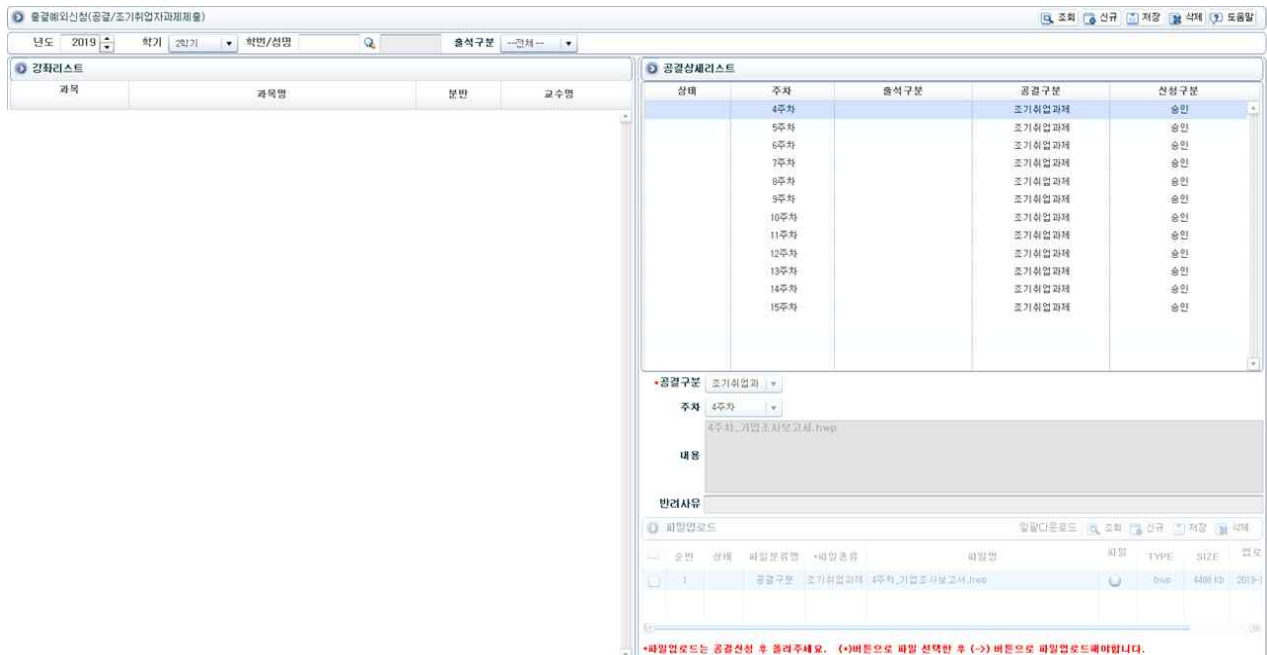 출결예외신청(공결/조기취업자과제제출) 조회 신규 저장 삭제 도움말
년도 2019 학기 2학기 학번/성명 출석구분 ---전체---
강좌리스트
과목 과목명 분반 교수명
공결상세리스트
상태 주차 출석구분 공결구분 신청구분
4주차 조기취업과제 승인
5주차 조기취업과제 승인
6주차 조기취업과제 승인
7주차 조기취업과제 승인
8주차 조기취업과제 승인
9주차 조기취업과제 승인
10주차 조기취업과제 승인
11주차 조기취업과제 승인
12주차 조기취업과제 승인
13주차 조기취업과제 승인
14주차 조기취업과제 승인
15주차 조기취업과제 승인
*공결구분 조기취업과
주차 4주차
내용 4주차_기업조사보고서.hwp
반려사유
파일업로드 일괄다운로드 조회 신규 저장 삭제
순번 상태 파일분류명 *파일종류 파일명 파일 TYPE SIZE 업로
1 공결구분 조기취업과제 4주차_기업조사보고서.hwp hwp 2019-1
*파일업로드는 공결신청 후 올려주세요. (+)버튼으로 파일 선택한 후 (->) 버튼으로 파일업로드해야합니다.